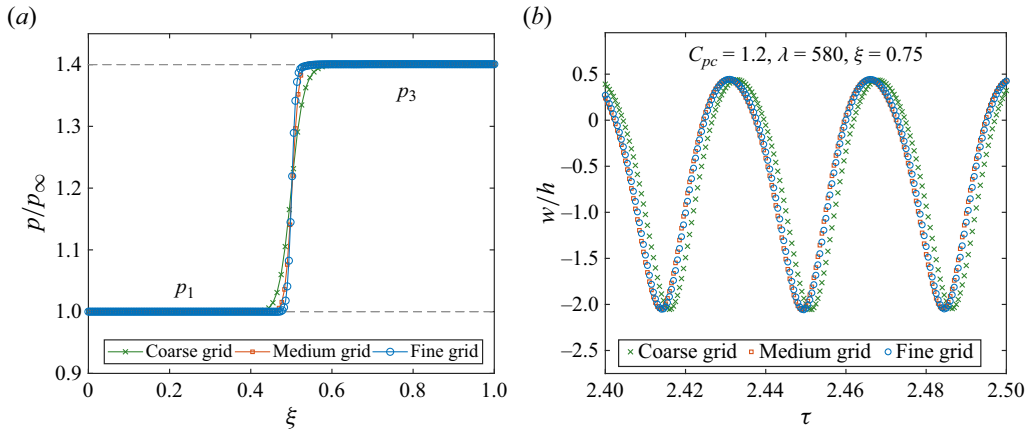 (a)
1.4
1.3
1.2
1.1
1.0
0.9
p/p∞
p3
p1
Coarse grid Medium grid Fine grid
0 0.2 0.4 0.6 0.8 1.0
ξ
(b)
Cpc = 1.2, λ = 580, ξ = 0.75
0.5
0
−0.5
−1.0
−1.5
−2.0
−2.5
w/h
Coarse grid Medium grid Fine grid
2.40 2.42 2.44 2.46 2.48 2.50
τ